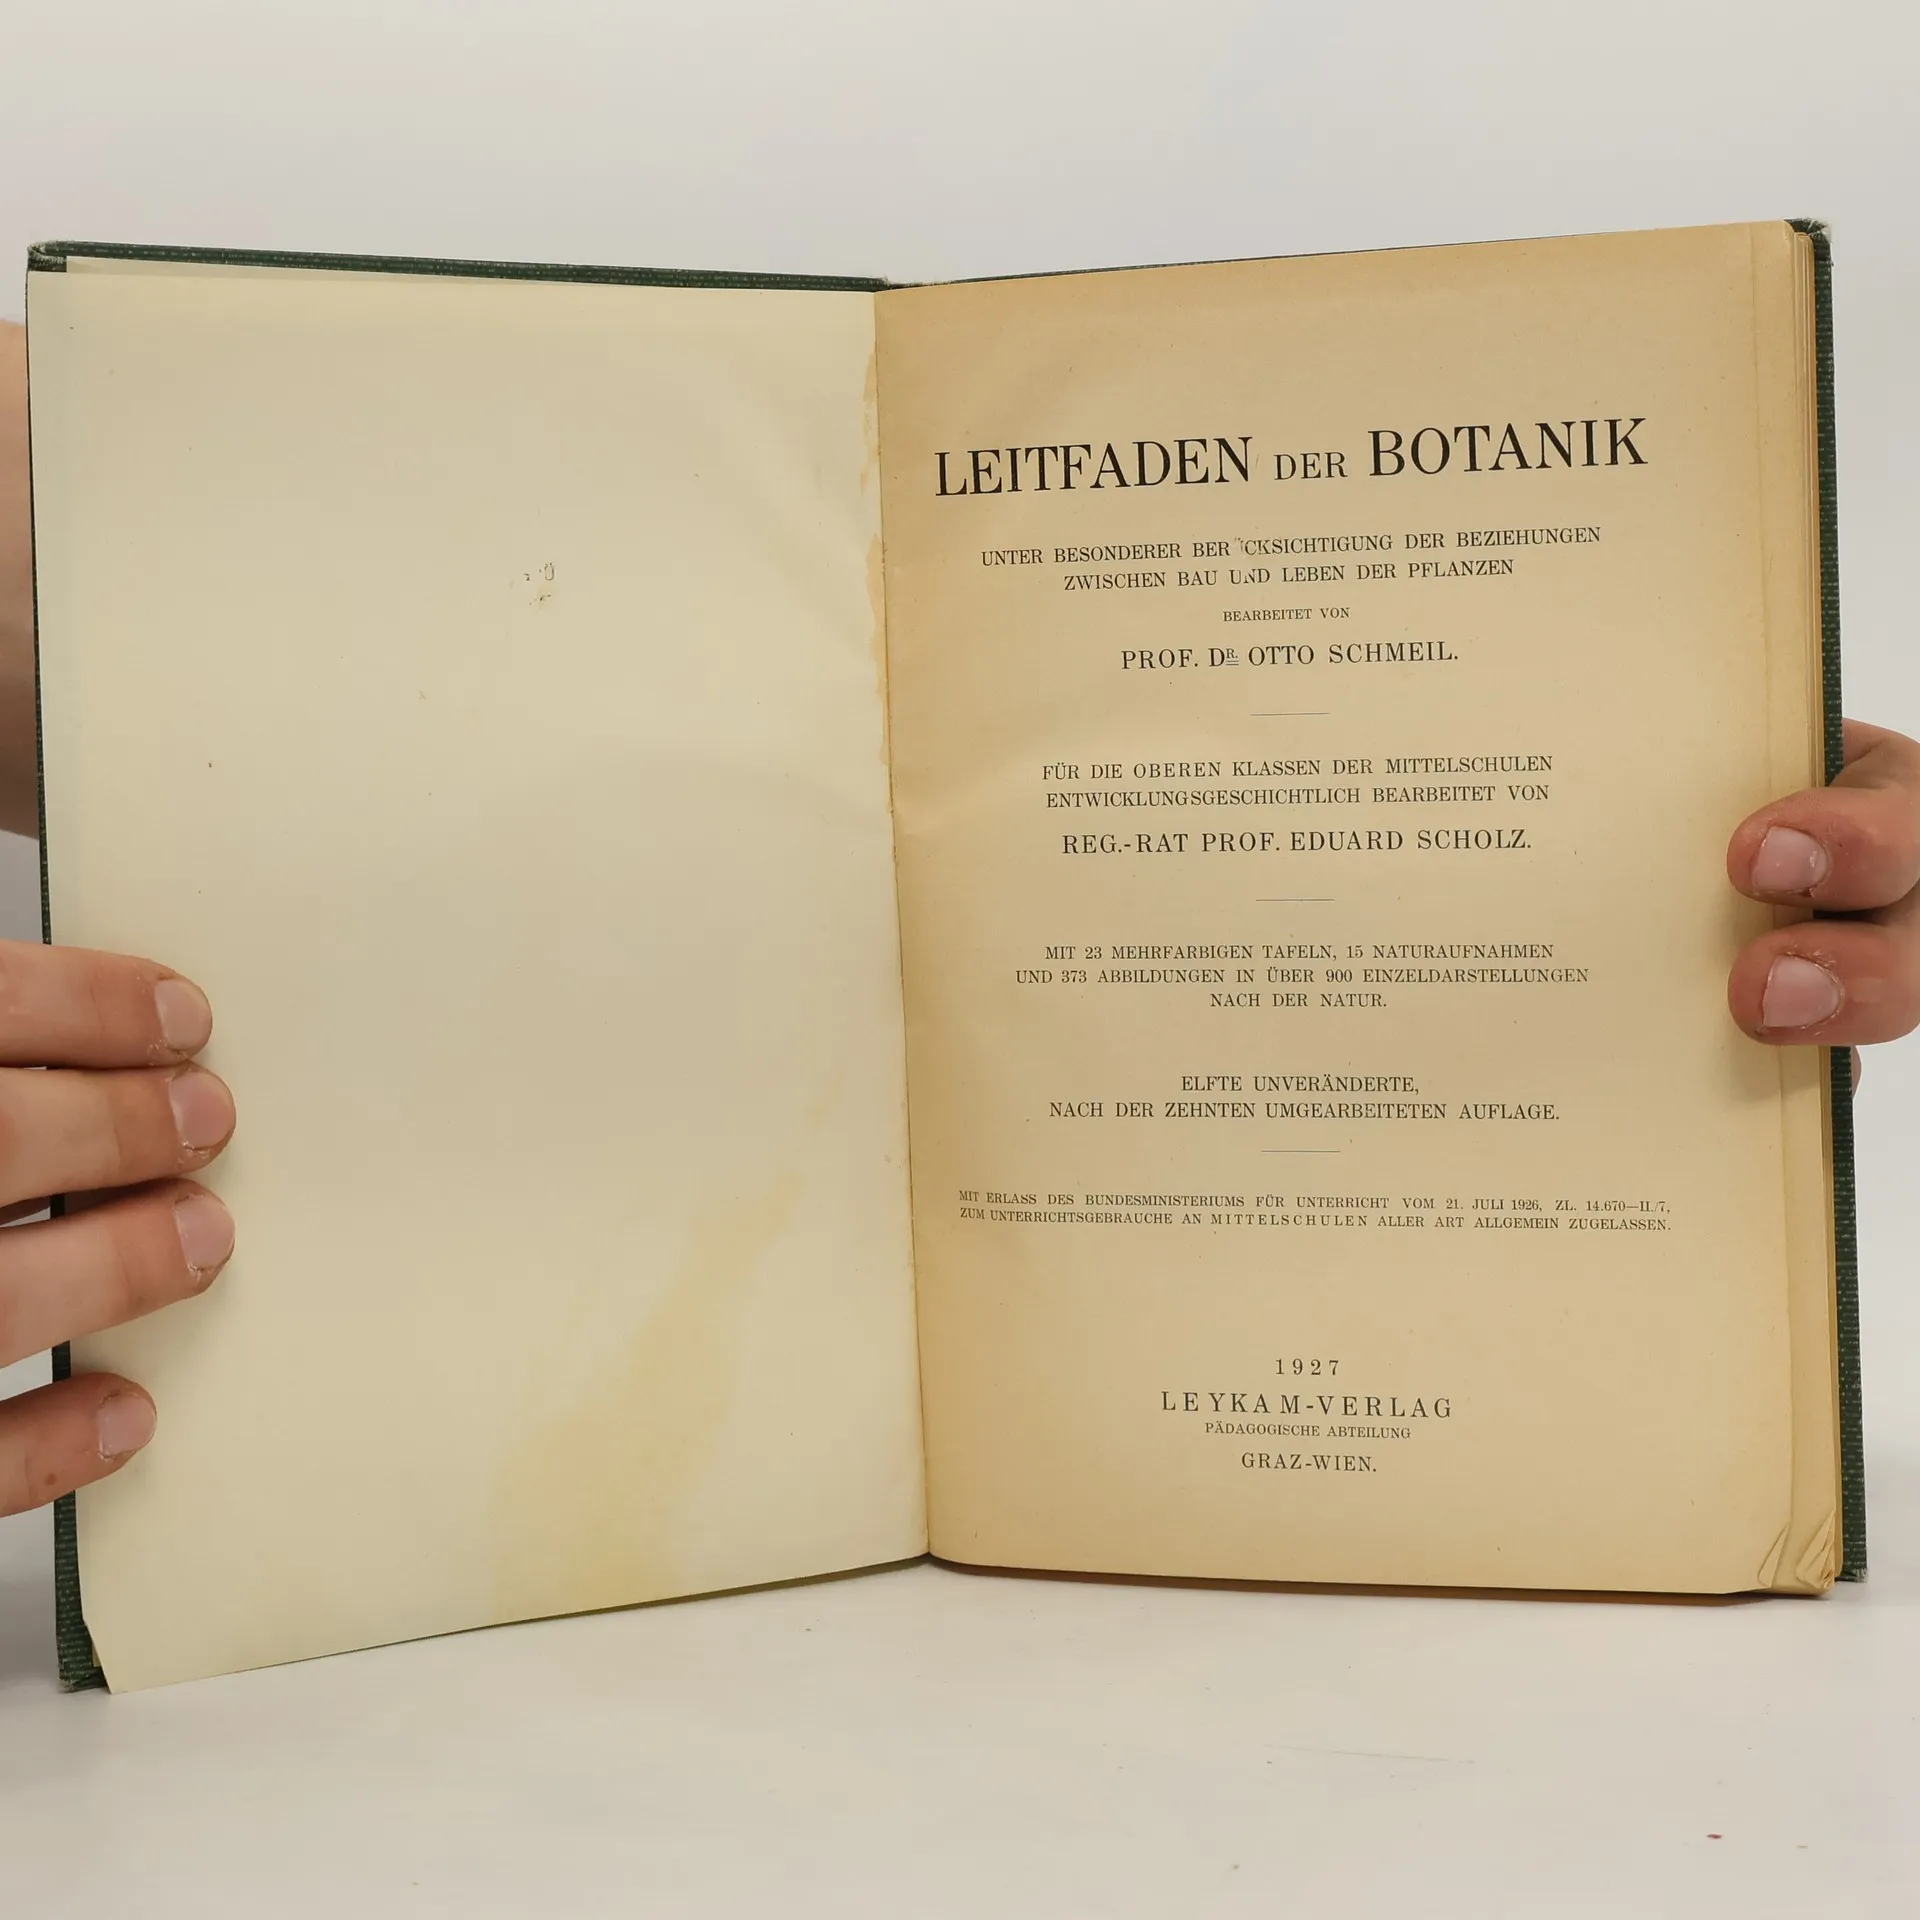 LEITFADEN DER BOTANIK
UNTER BESONDERER BERÜCKSICHTIGUNG DER BEZIEHUNGEN
ZWISCHEN BAU UND LEBEN DER PFLANZEN
BEARBEITET VON
PROF. DR. OTTO SCHMEIL.
FÜR DIE OBEREN KLASSEN DER MITTELSCHULEN
ENTWICKLUNGSGESCHICHTLICH BEARBEITET VON
REG.-RAT PROF. EDUARD SCHOLZ.
MIT 23 MEHRFARBIGEN TAFELN, 15 NATURAUFNAHMEN
UND 373 ABBILDUNGEN IN ÜBER 900 EINZELDARSTELLUNGEN
NACH DER NATUR.
ELFTE UNVERÄNDERTE,
NACH DER ZEHNTEN UMGEARBEITETEN AUFLAGE.
MIT ERLASS DES BUNDESMINISTERIUMS FÜR UNTERRICHT VOM 21. JULI 1926, ZL. 14.670—II./7,
ZUM UNTERRICHTSGEBRAUCHE AN MITTELSCHULEN ALLER ART ALLGEMEIN ZUGELASSEN.
1927
LEYKAM-VERLAG
PÄDAGOGISCHE ABTEILUNG
GRAZ-WIEN.